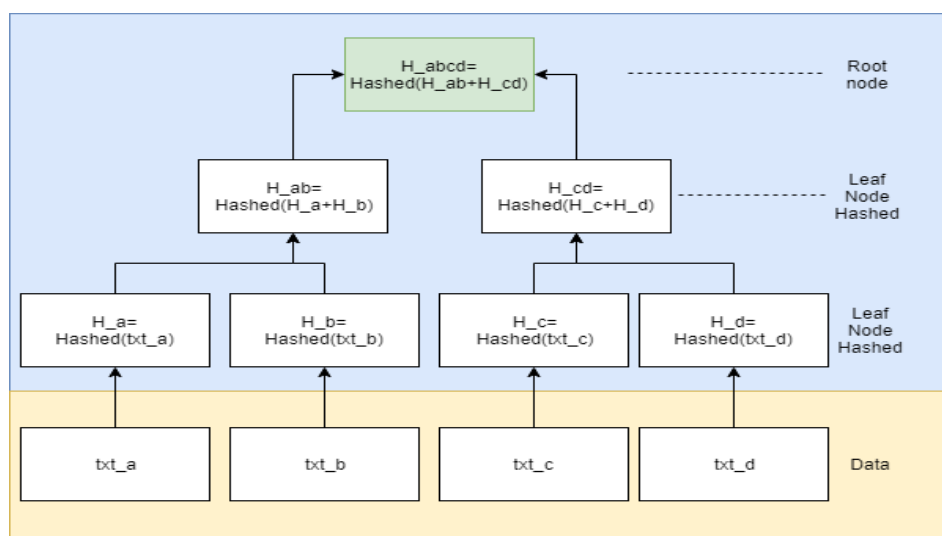 H_abcd=
Hashed(H_ab+H_cd)
Root
node
H_ab=
Hashed(H_a+H_b)
H_cd=
Hashed(H_c+H_d)
Leaf
Node
Hashed
H_a=
Hashed(txt_a)
H_b=
Hashed(txt_b)
H_c=
Hashed(txt_c)
H_d=
Hashed(txt_d)
Leaf
Node
Hashed
txt_a
txt_b
txt_c
txt_d
Data